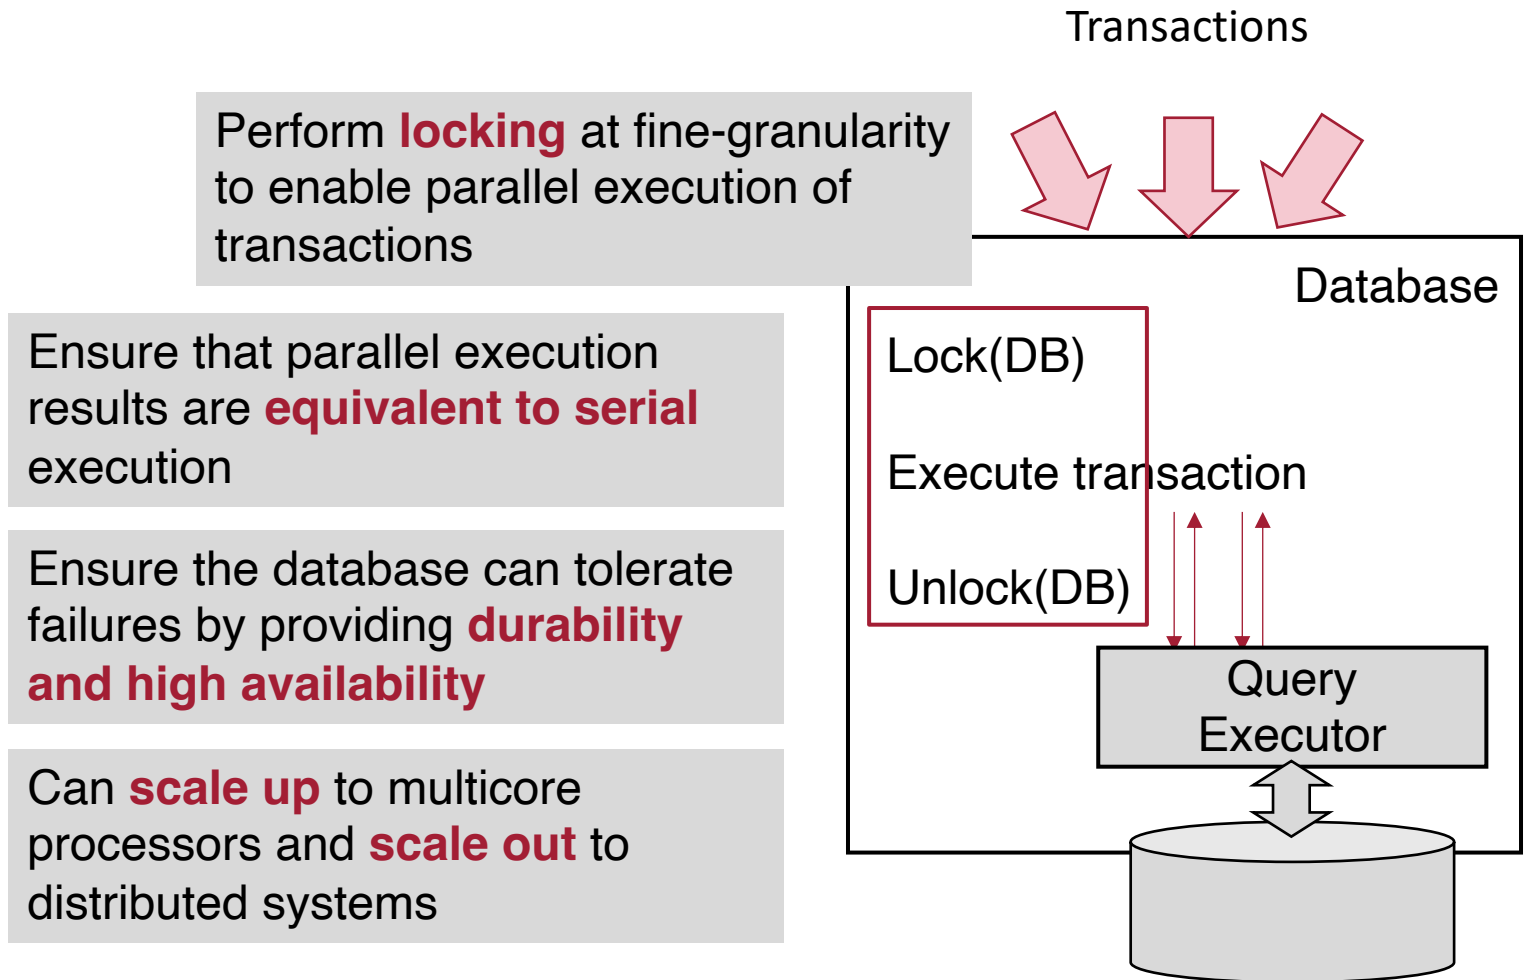 Transactions
Perform locking at fine-granularity
to enable parallel execution of
transactions
Ensure that parallel execution
results are equivalent to serial
execution
Ensure the database can tolerate
failures by providing durability
and high availability
Can scale up to multicore
processors and scale out to
distributed systems
Database
Lock(DB)
Execute transaction
Unlock(DB)
Query
Executor